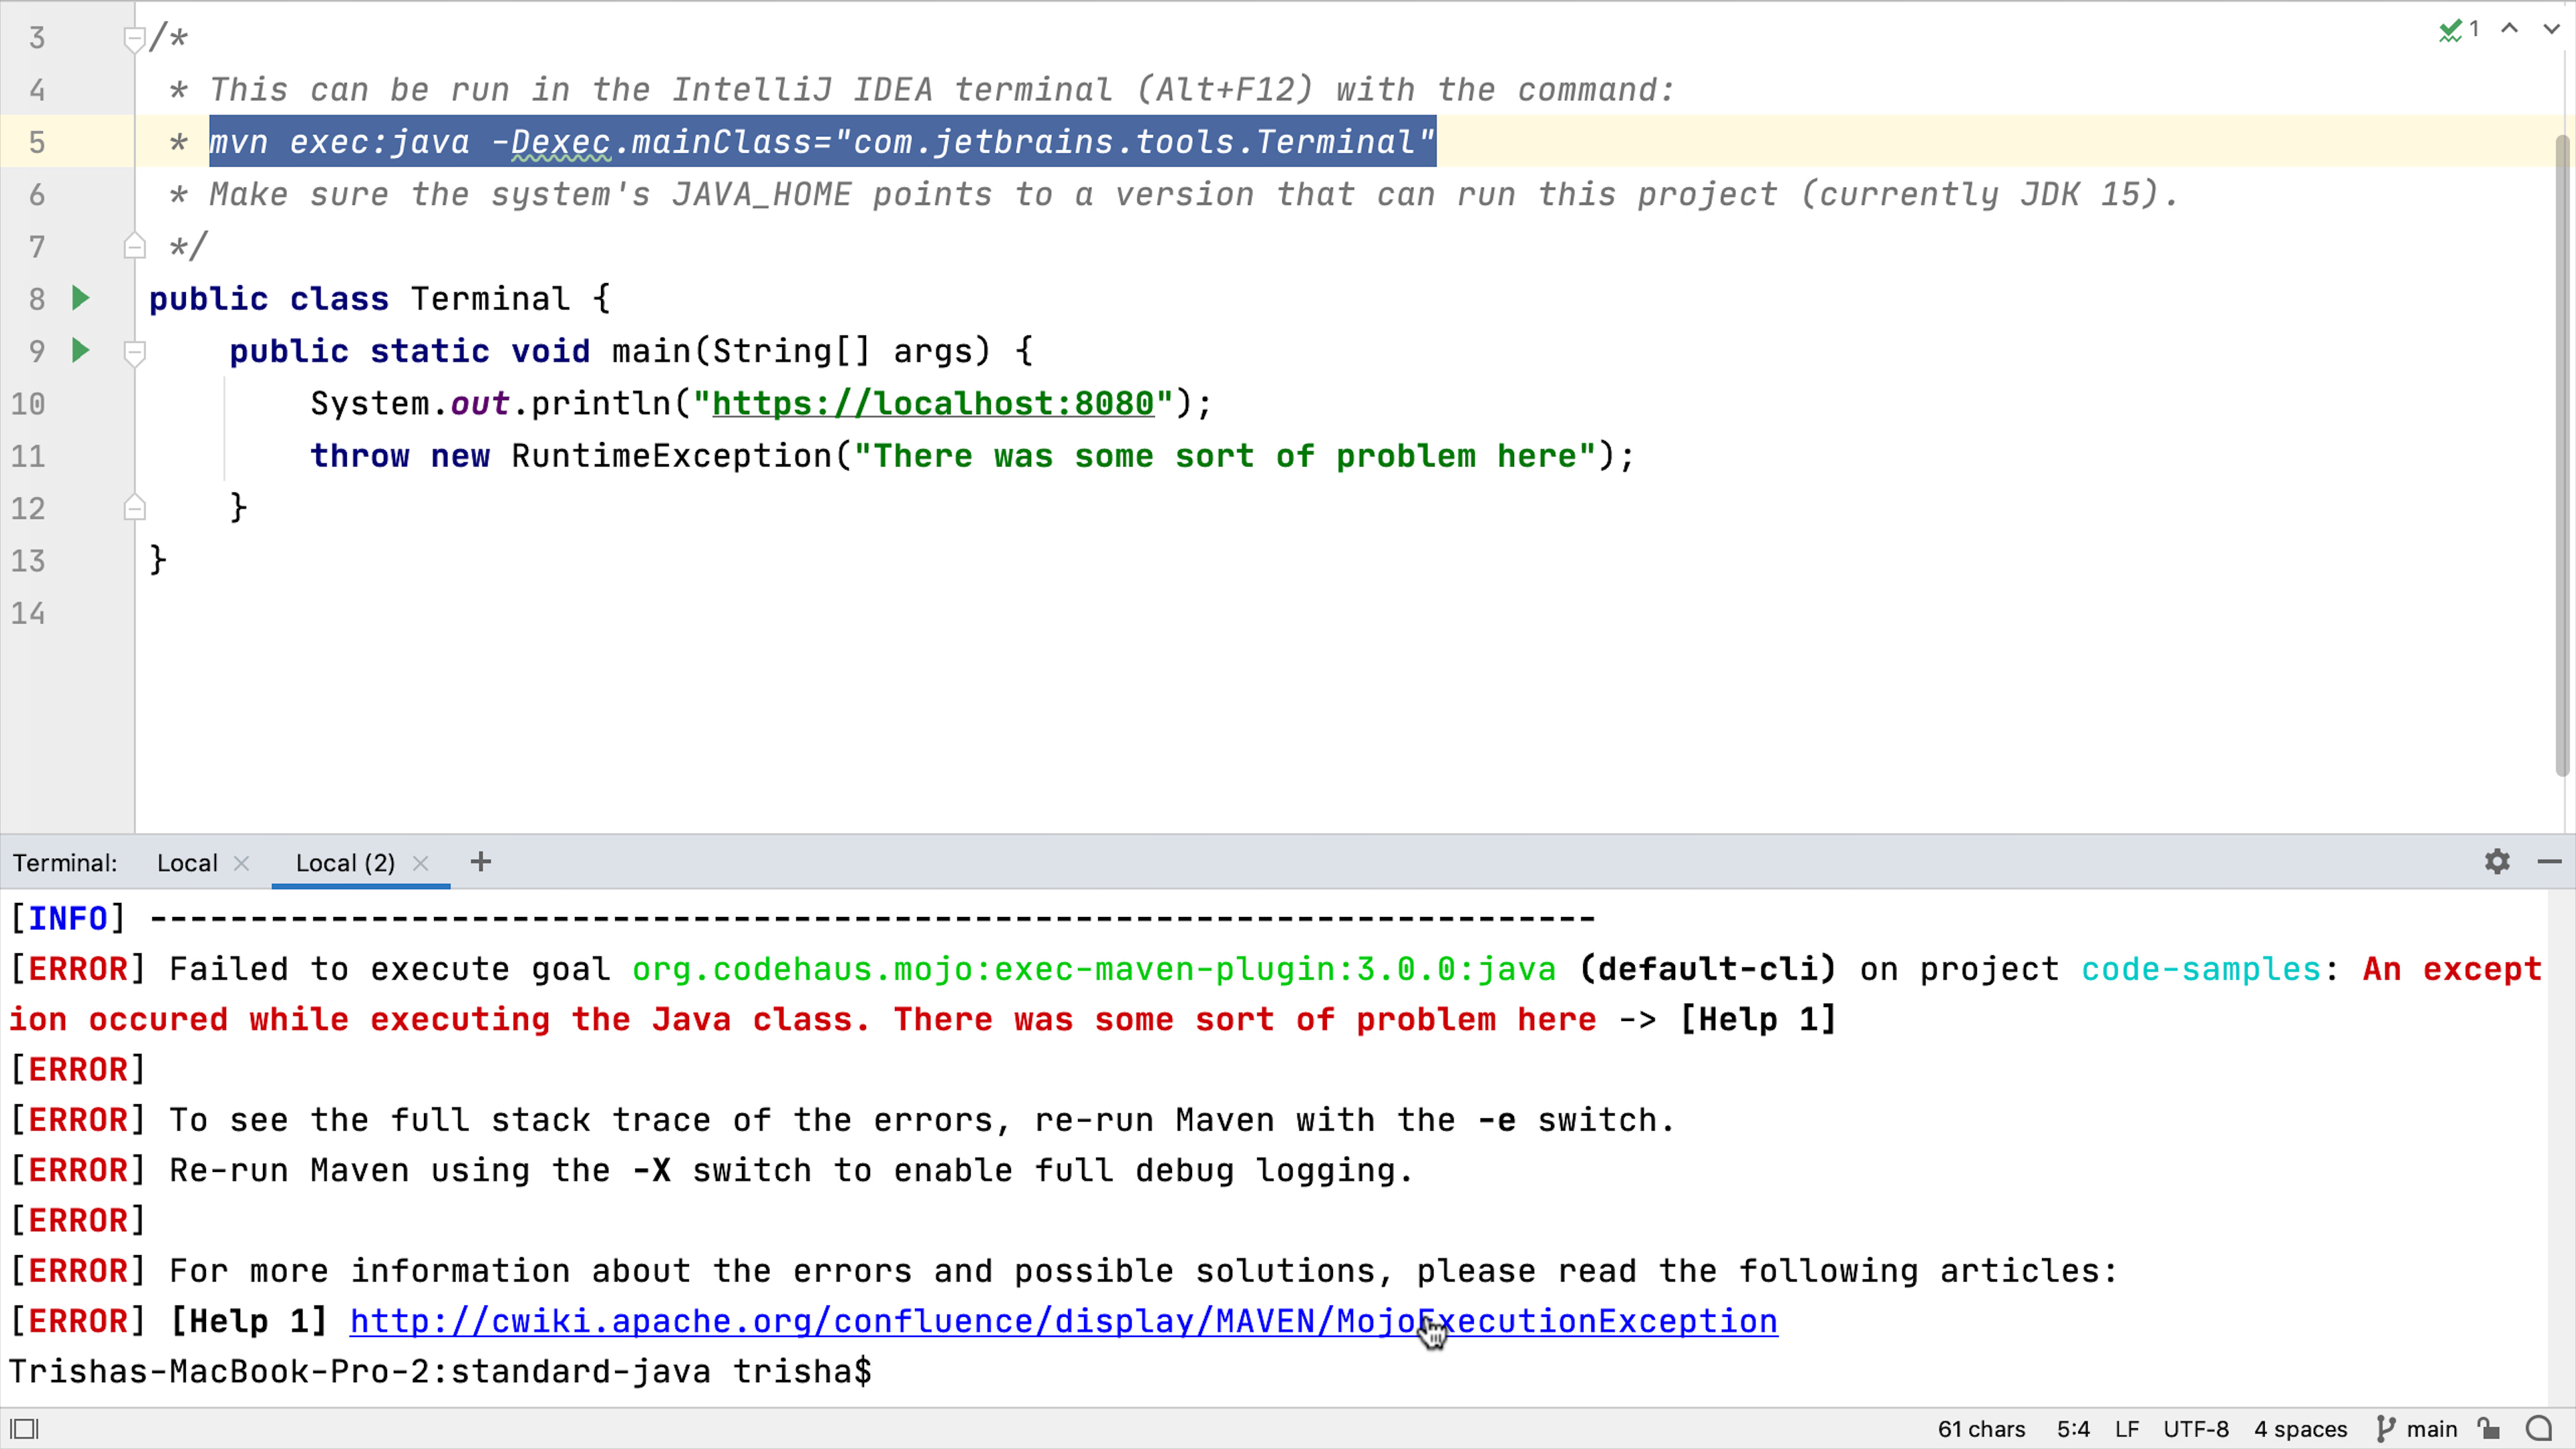 3 /*
1
4 * This can be run in the IntelliJ IDEA terminal (Alt+F12) with the command:
5 * mvn exec:java -Dexec.mainClass="com.jetbrains.tools.Terminal"
6 * Make sure the system's JAVA_HOME points to a version that can run this project (currently JDK 15).
7 */
8 public class Terminal {
9 public static void main(String[] args) {
10 System.out.println("https://localhost:8080");
11 throw new RuntimeException("There was some sort of problem here");
12 }
13 }
14
Terminal: Local × Local (2) × +
[INFO] ------------------------------------------------------------------------
[ERROR] Failed to execute goal org.codehaus.mojo:exec-maven-plugin:3.0.0:java (default-cli) on project code-samples: An except
ion occured while executing the Java class. There was some sort of problem here -> [Help 1]
[ERROR]
[ERROR] To see the full stack trace of the errors, re-run Maven with the -e switch.
[ERROR] Re-run Maven using the -X switch to enable full debug logging.
[ERROR]
[ERROR] For more information about the errors and possible solutions, please read the following articles:
[ERROR] [Help 1] http://cwiki.apache.org/confluence/display/MAVEN/MojoExecutionException
Trishas-MacBook-Pro-2:standard-java trisha$
61 chars 5:4 LF UTF-8 4 spaces main